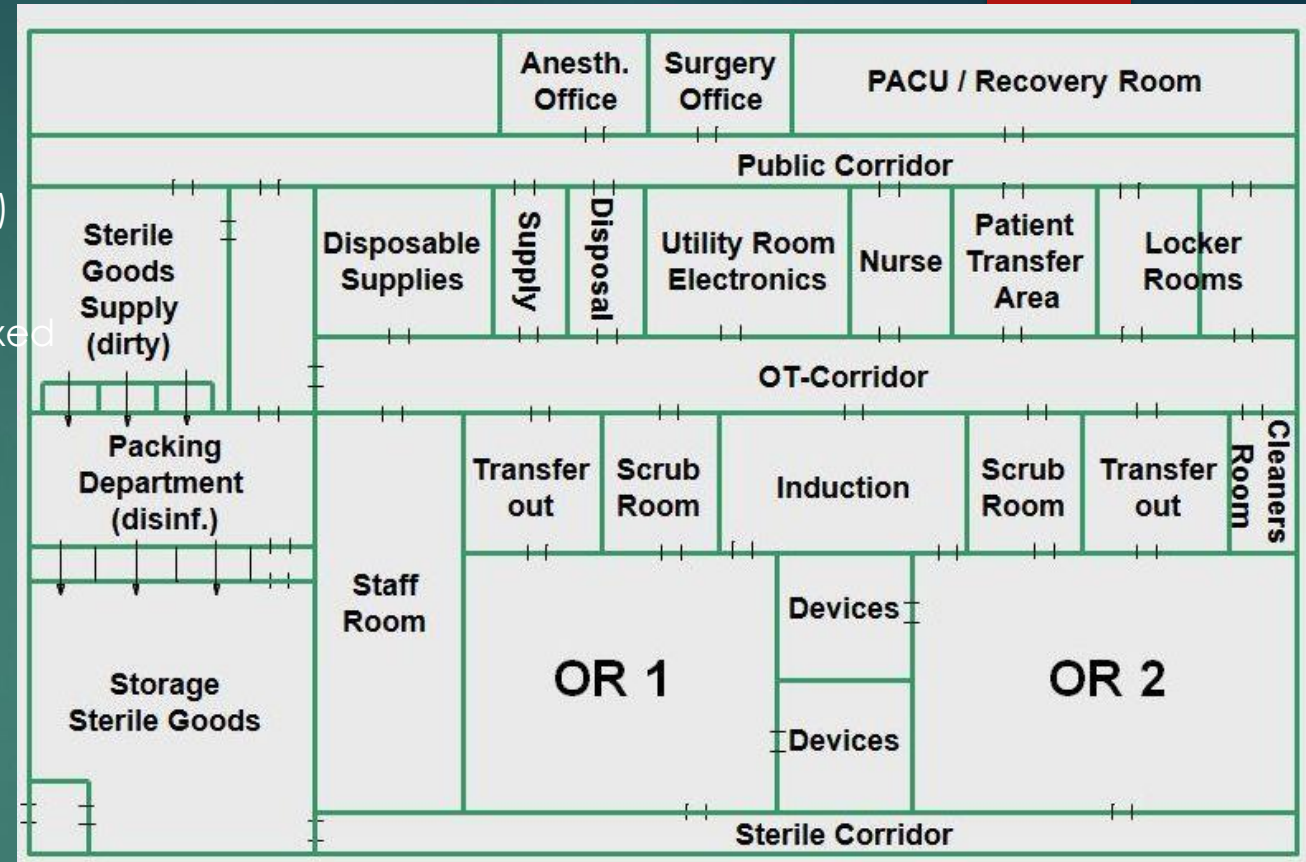 Anesth.
Office
Surgery
Office
PACU / Recovery Room
Public Corridor
)
xed
Sterile
Goods
Supply
(dirty)
Disposable
Supplies
Supply
Disposal
Utility Room
Electronics
Nurse
Patient
Transfer
Area
Locker
Rooms
OT-Corridor
Packing
Department
(disinf.)
Transfer
out
Scrub
Room
Induction
Scrub
Room
Transfer
out
Cleaners
Room
Staff
Room
Devices
OR 1
OR 2
Storage
Sterile Goods
Devices
Sterile Corridor